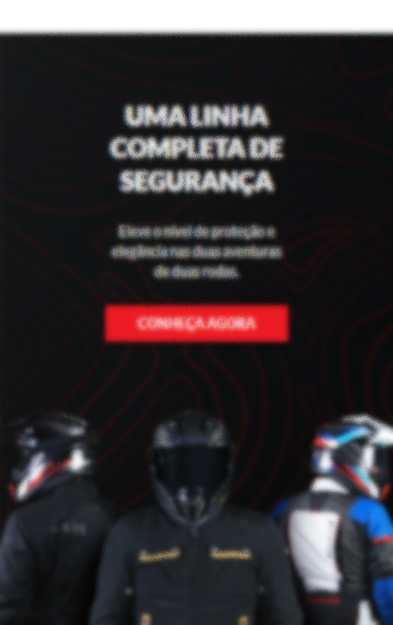 UMA LINHA
COMPLETA DE
SEGURANÇA
Eleve o nível de proteção e
elegância nas duas aventuras
de duas rodas.
CONHEÇA AGORA